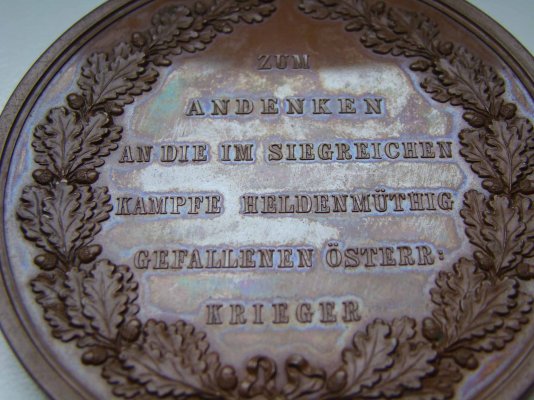 ZUM
ANDENKEN
AN DIE IM SIEGREICHEN
KAMPFE HELDENMÜTHIG
GEFALLENEN ÖSTERR:
KRIEGER